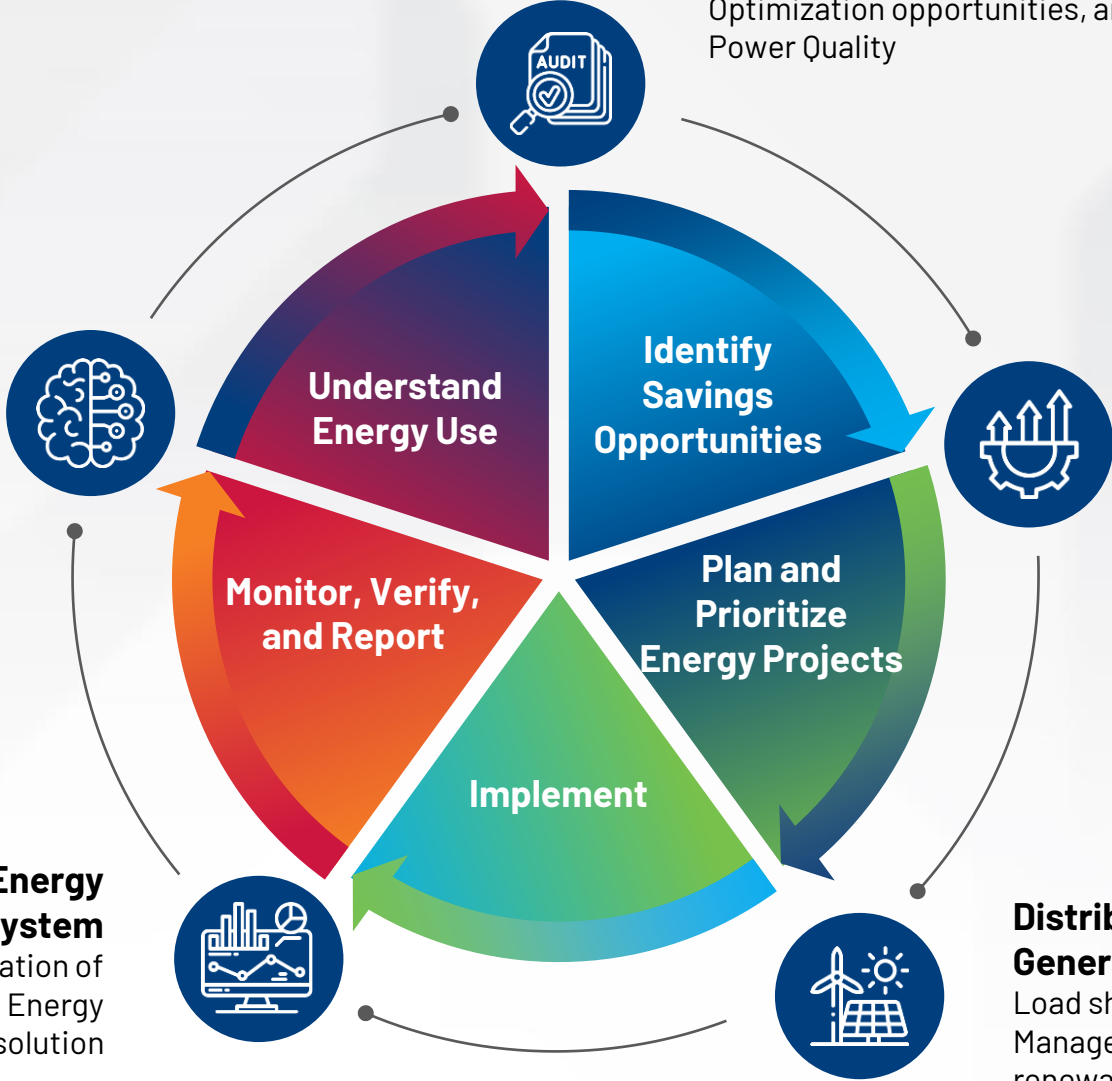 Optimization opportunities, an
Power Quality
AUDIT
Understand
Energy Use
Identify
Savings
Opportunities
Monitor, Verify,
and Report
Plan and
Prioritize
Energy Projects
Implement
Energy
ystem
ation of
Energy
solution
Distrib
Gener
Load sh
Manage